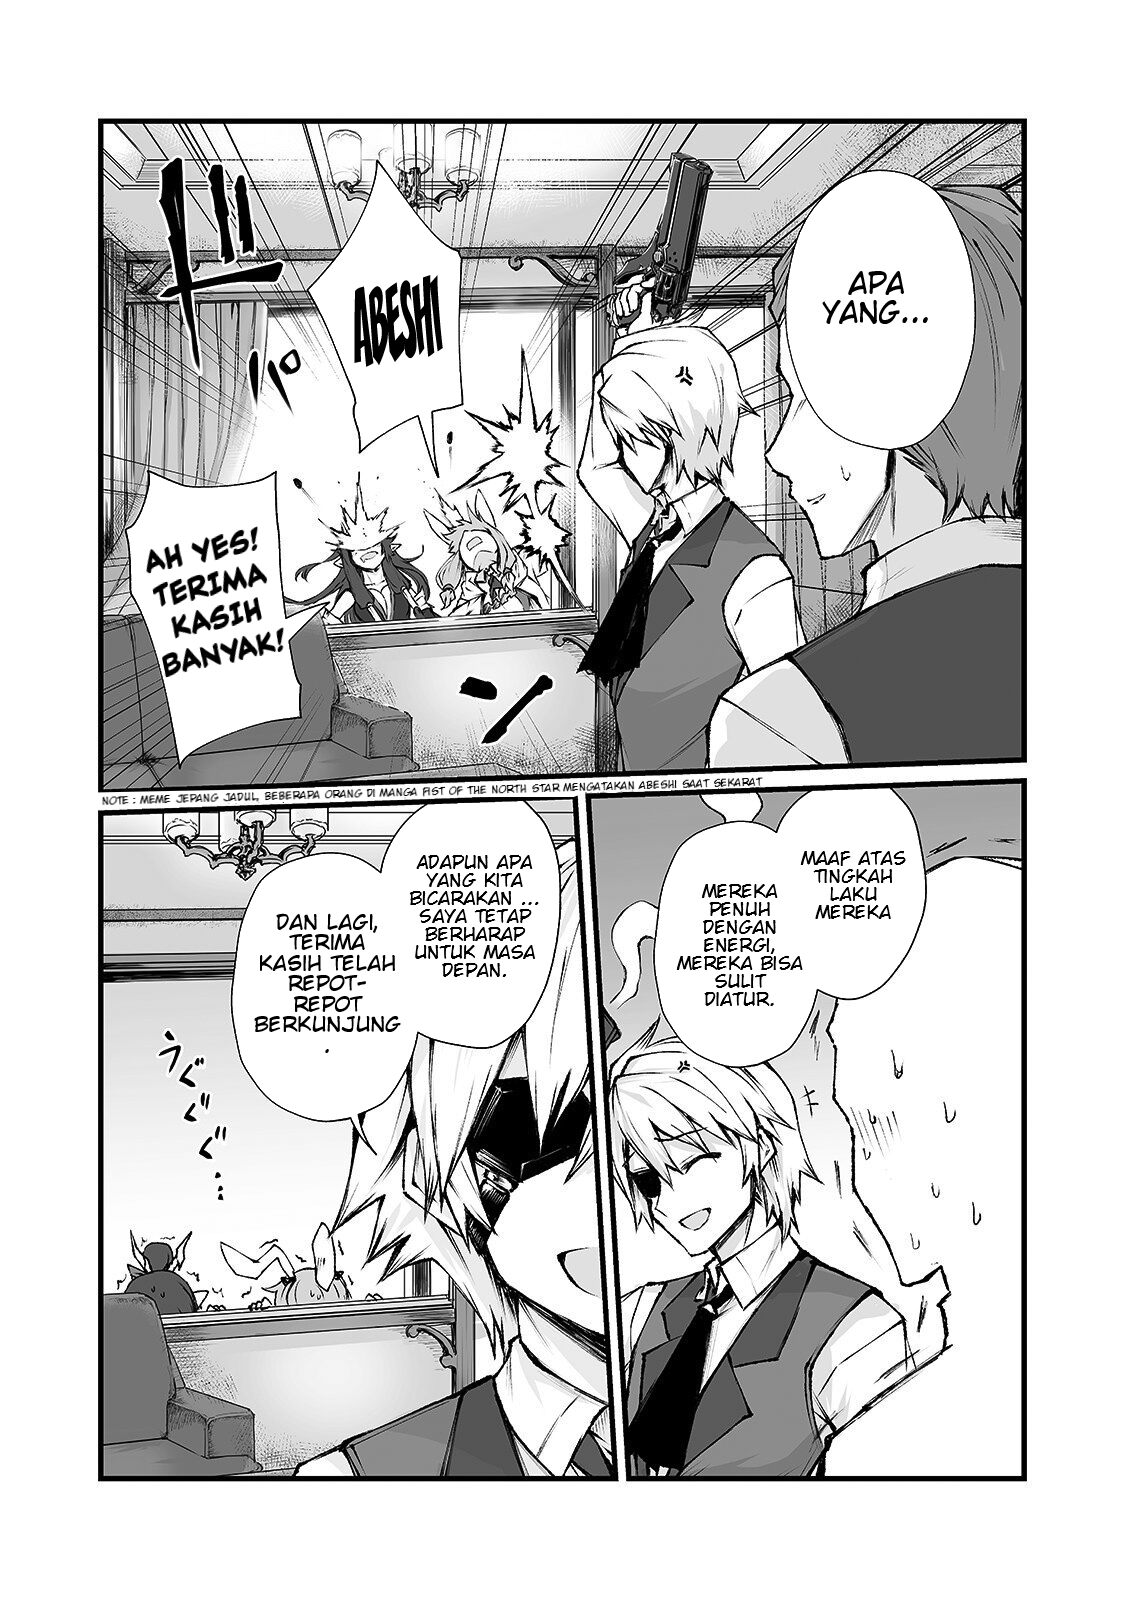 APA
YANG...
ABESHI
AH YES!
TERIMA
KASIH
BANYAK!
ドドン
NOTE : MEME JEPANG JADUL, BEBERAPA ORANG DI MANGA FIST OF THE NORTH STAR MENGATAKAN ABESHI SAAT SEKARAT
MAAF ATAS
TINGKAH
LAKU
MEREKA
MEREKA
PENUH
DENGAN
ENERGI,
MEREKA BISA
SULIT
DIATUR.
ADAPUN APA
YANG KITA
BICARAKAN ...
SAYA TETAP
BERHARAP
UNTUK MASA
DEPAN.
DAN LAGI,
TERIMA
KASIH TELAH
REPOT-
REPOT
BERKUNJUNG
.
うぐぐぐ…